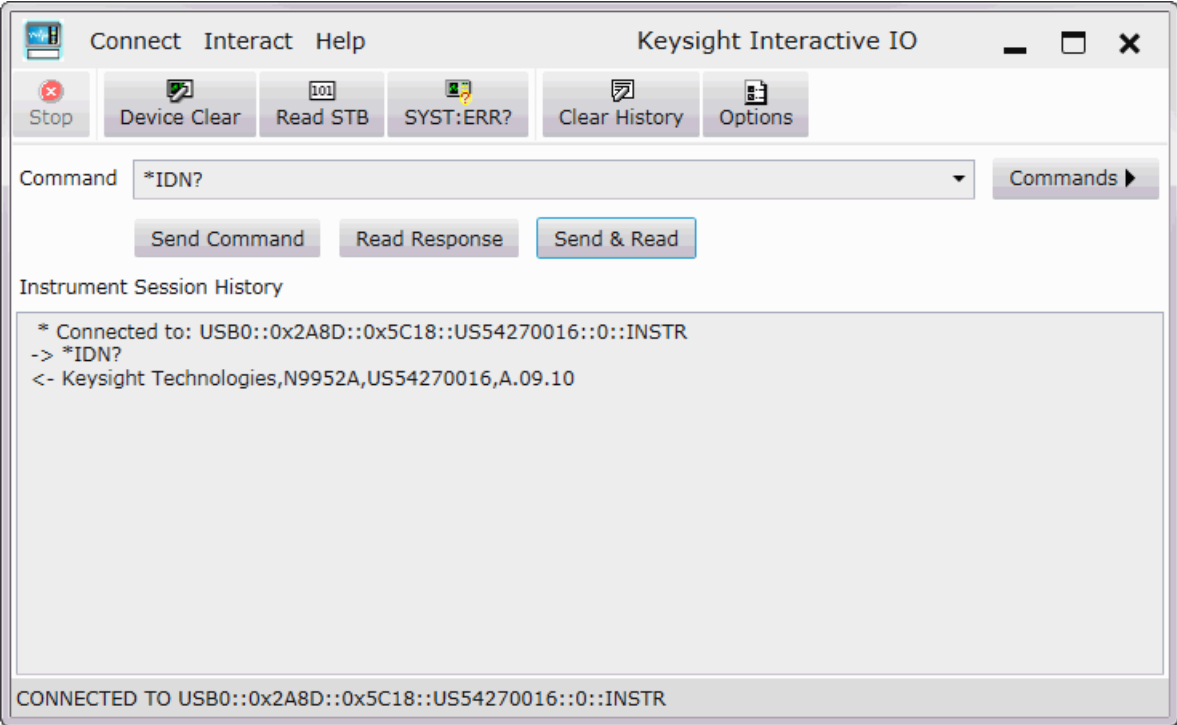 Connect Interact Help Keysight Interactive IO
Stop Device Clear 101 Read STB SYST:ERR? Clear History Options
Command *IDN? Commands
Send Command Read Response Send & Read
Instrument Session History
* Connected to: USB0::0x2A8D::0x5C18::US54270016::0::INSTR
-> *IDN?
<- Keysight Technologies,N9952A,US54270016,A.09.10
CONNECTED TO USB0::0x2A8D::0x5C18::US54270016::0::INSTR